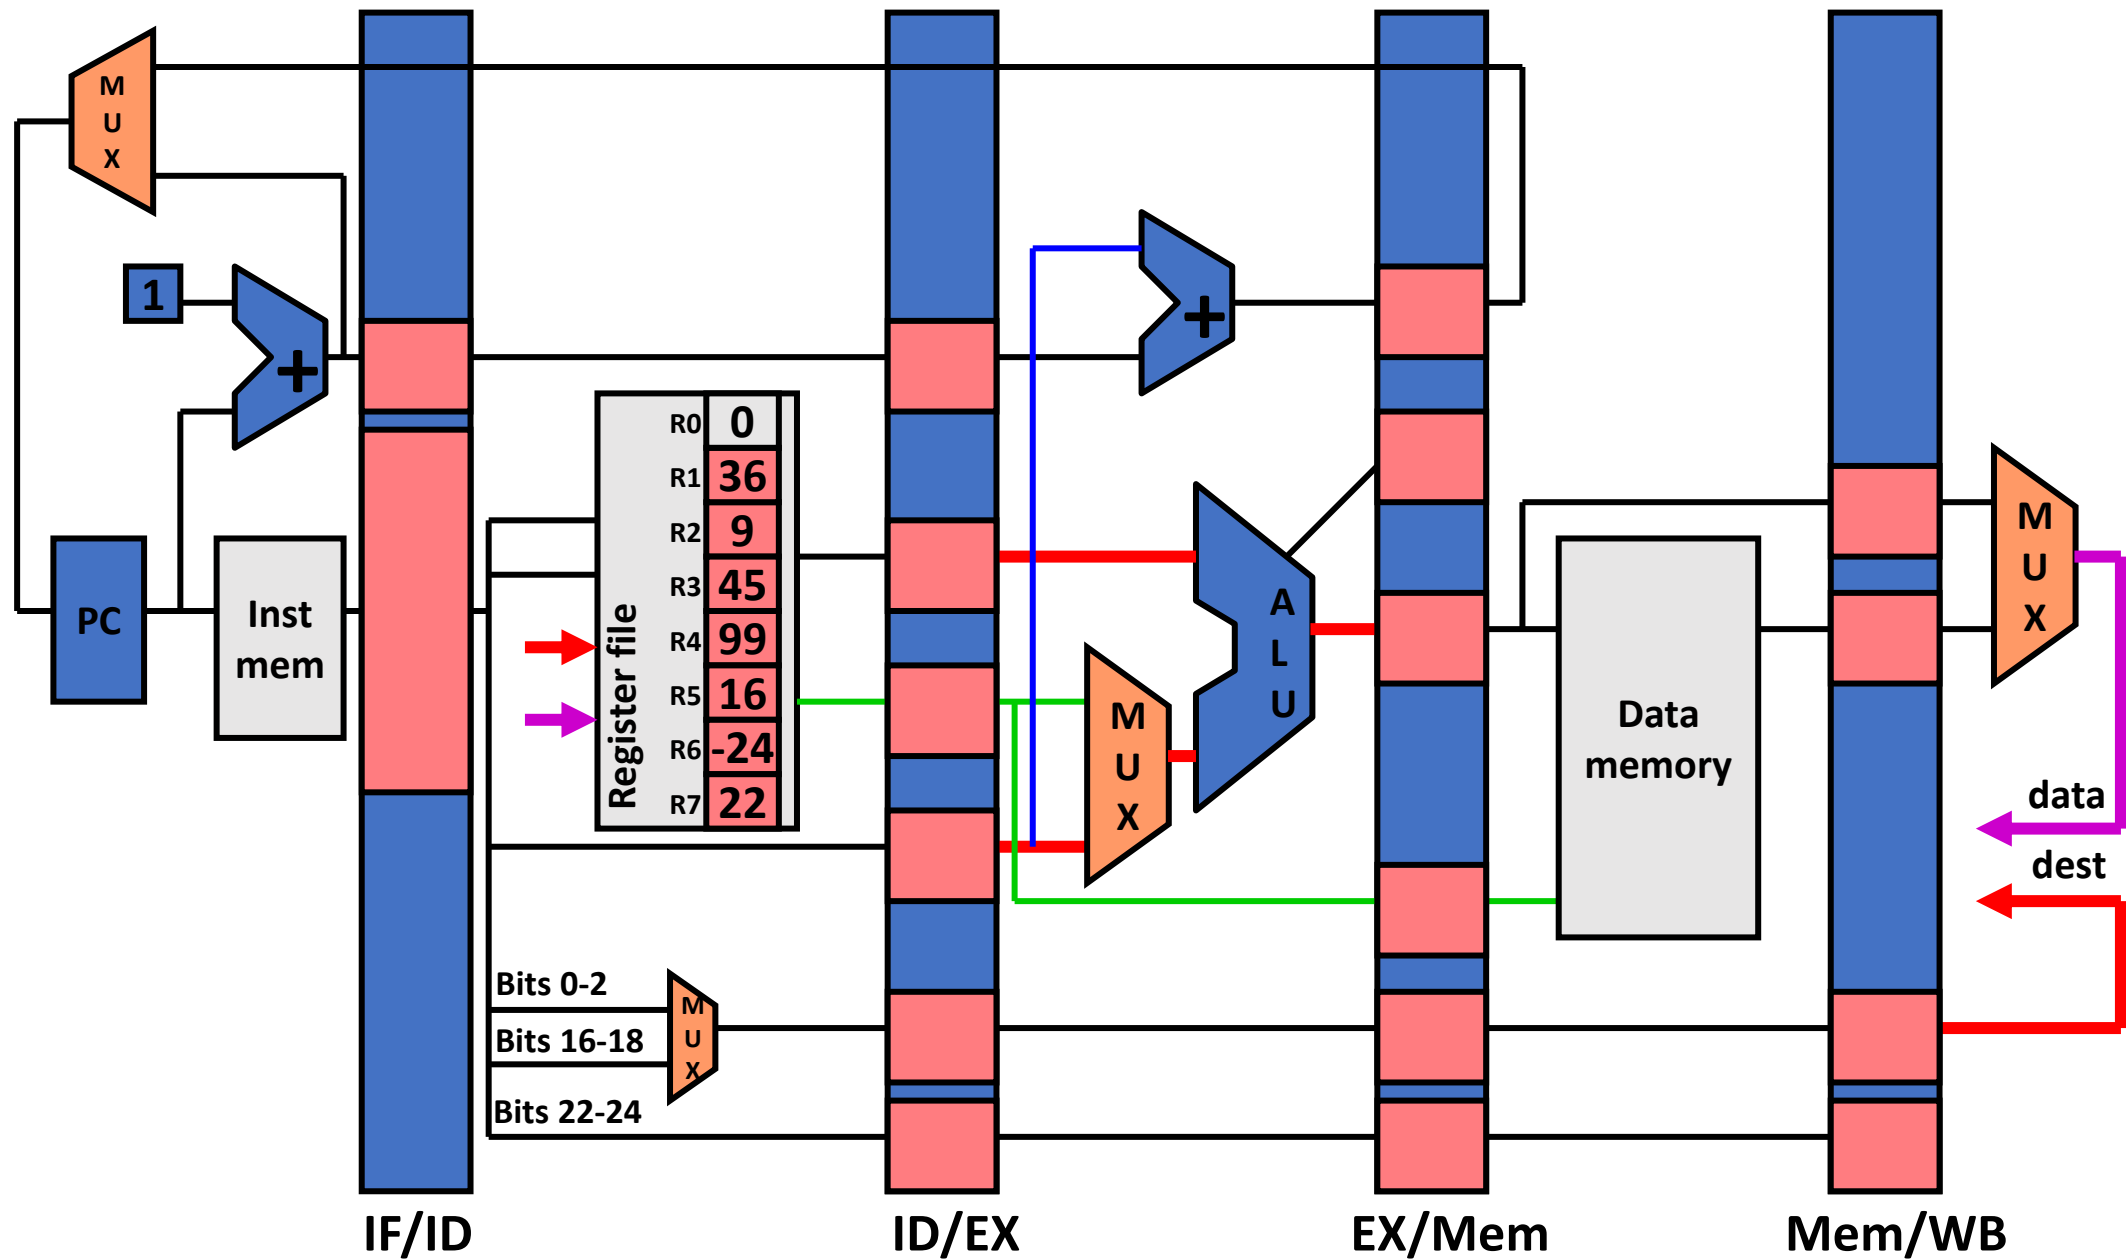 M
U
X
1
+
PC
Inst
mem
Register file
R0 0
R1 36
R2 9
R3 45
R4 99
R5 16
R6 -24
R7 22
Bits 0-2
Bits 16-18
Bits 22-24
M
U
X
+
M
U
X
A
L
U
Data
memory
M
U
X
data
dest
IF/ID
ID/EX
EX/Mem
Mem/WB